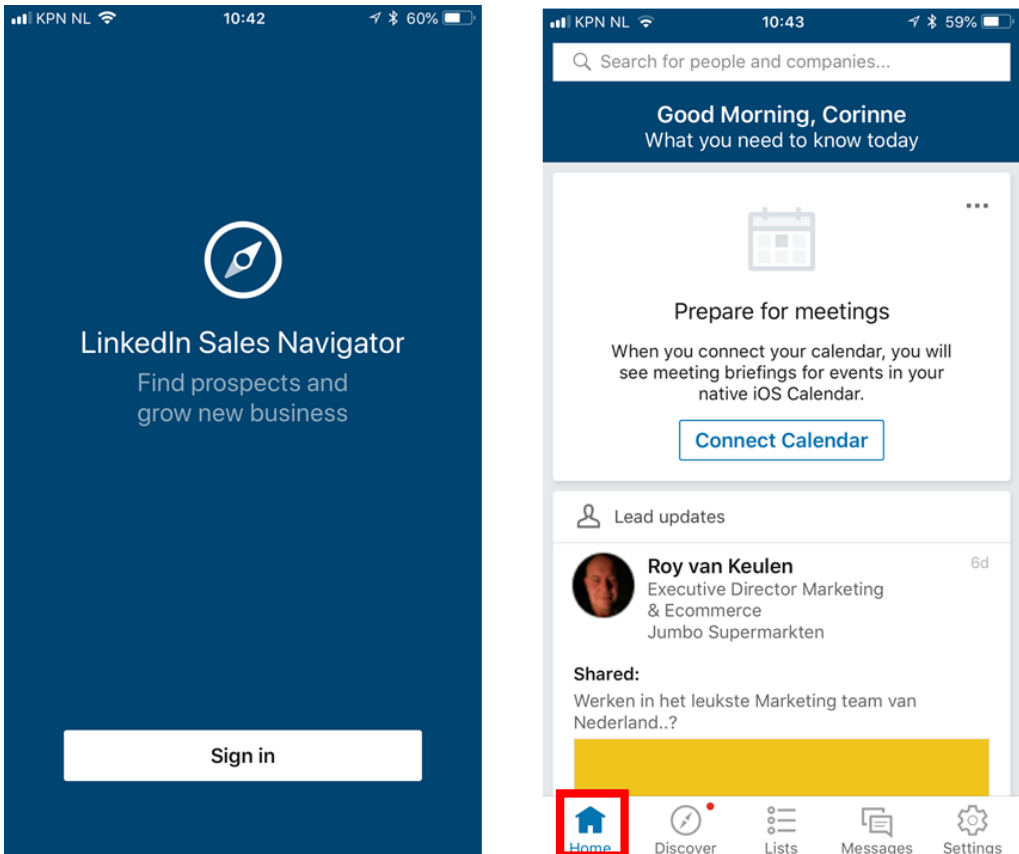 KPN NL 10:42 60%
LinkedIn Sales Navigator
Find prospects and
grow new business
Sign in
KPN NL 10:43 59%
Search for people and companies...
Good Morning, Corinne
What you need to know today
Prepare for meetings
When you connect your calendar, you will
see meeting briefings for events in your
native iOS Calendar.
Connect Calendar
Lead updates
Roy van Keulen 6d
Executive Director Marketing
& Ecommerce
Jumbo Supermarkten
Shared:
Werken in het leukste Marketing team van
Nederland..?
Home Discover Lists Messages Settings